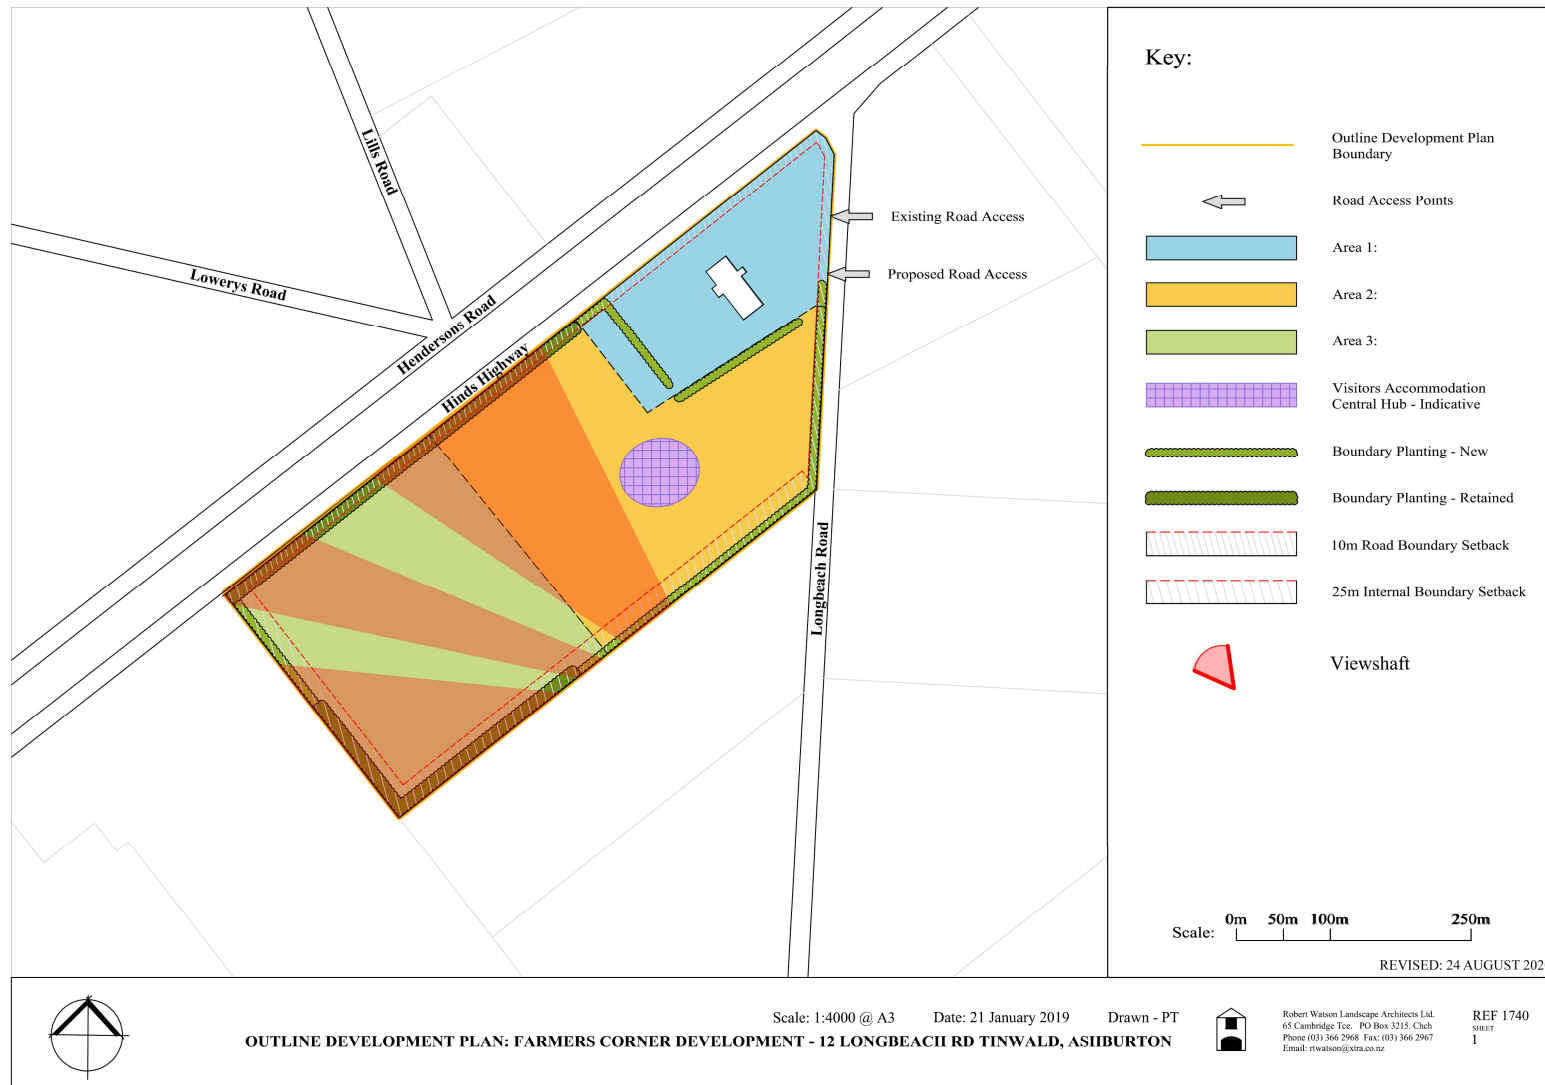 Key:
Outline Development Plan
Boundary
Road Access Points
Area 1:
Area 2:
Area 3:
Visitors Accommodation
Central Hub - Indicative
Boundary Planting - New
Boundary Planting - Retained
10m Road Boundary Setback
25m Internal Boundary Setback
Viewshaft
Lills Road
Lowerys Road
Hendersons Road
Hinds Highway
Existing Road Access
Proposed Road Access
Longbeach Road
Scale:
0m 50m 100m 250m
REVISED: 24 AUGUST 202
Scale: 1:4000 @ A3 Date: 21 January 2019 Drawn - PT
OUTLINE DEVELOPMENT PLAN: FARMERS CORNER DEVELOPMENT - 12 LONGBEACH RD TINWALD, ASHBURTON
Robert Watson Landscape Architects Ltd.
65 Cambridge Tce. PO Box 3215. Chch
Phone (03) 366 2968 Fax: (03) 366 2967
Email: rtwatson@xtra.co.nz
REF 1740
SHEET
1